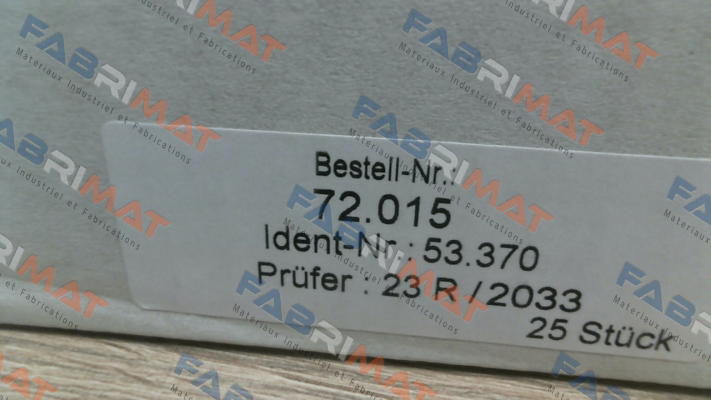 Bestell-Nr.:
72.015
Ident-Nr.: 53.370
Prüfer : 23 R / 2033
25 Stück
FABRIMAT
Materiaux Industriel et Fabrications